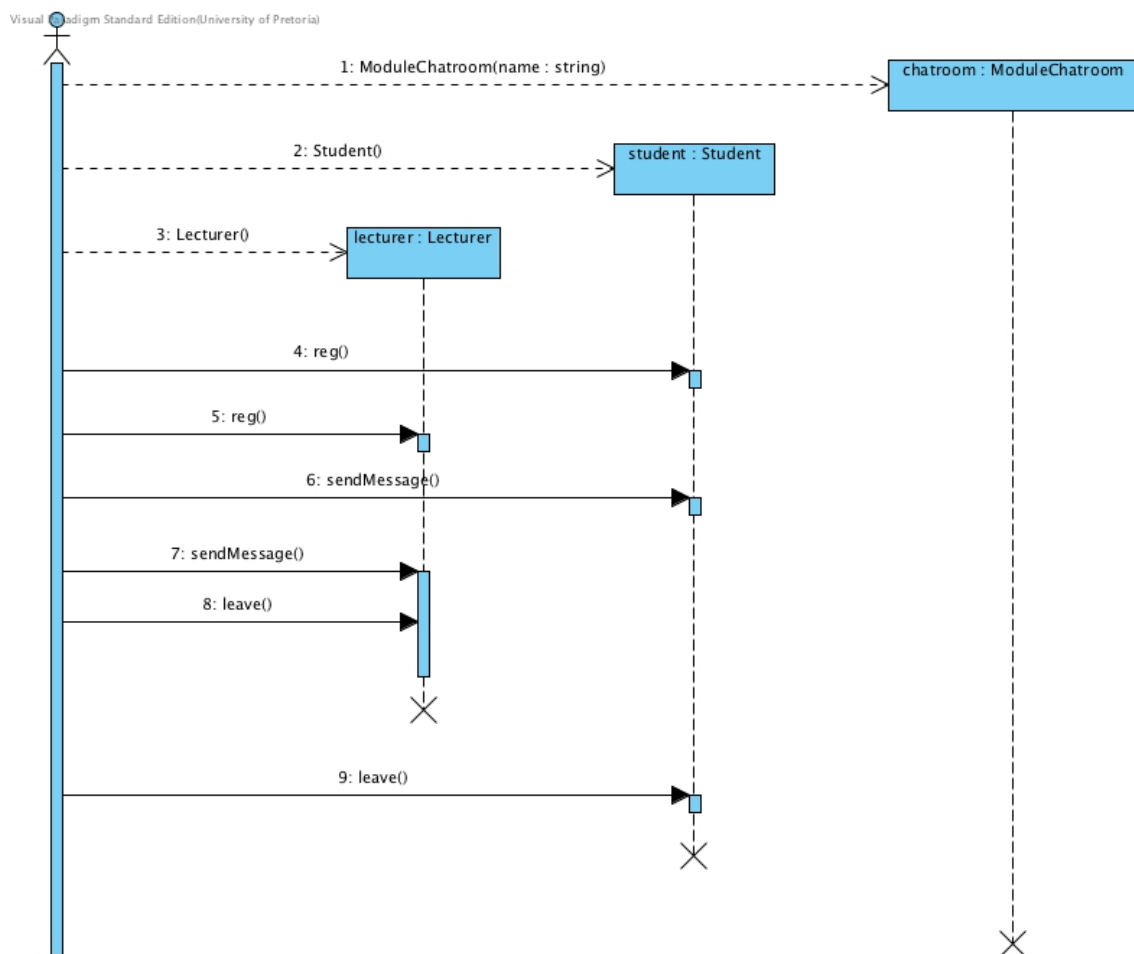 Visual Paradigm Standard Edition(University of Pretoria)
1: ModuleChatroom(name : string)
chatroom : ModuleChatroom
2: Student()
student : Student
3: Lecturer()
lecturer : Lecturer
4: reg()
5: reg()
6: sendMessage()
7: sendMessage()
8: leave()
9: leave()